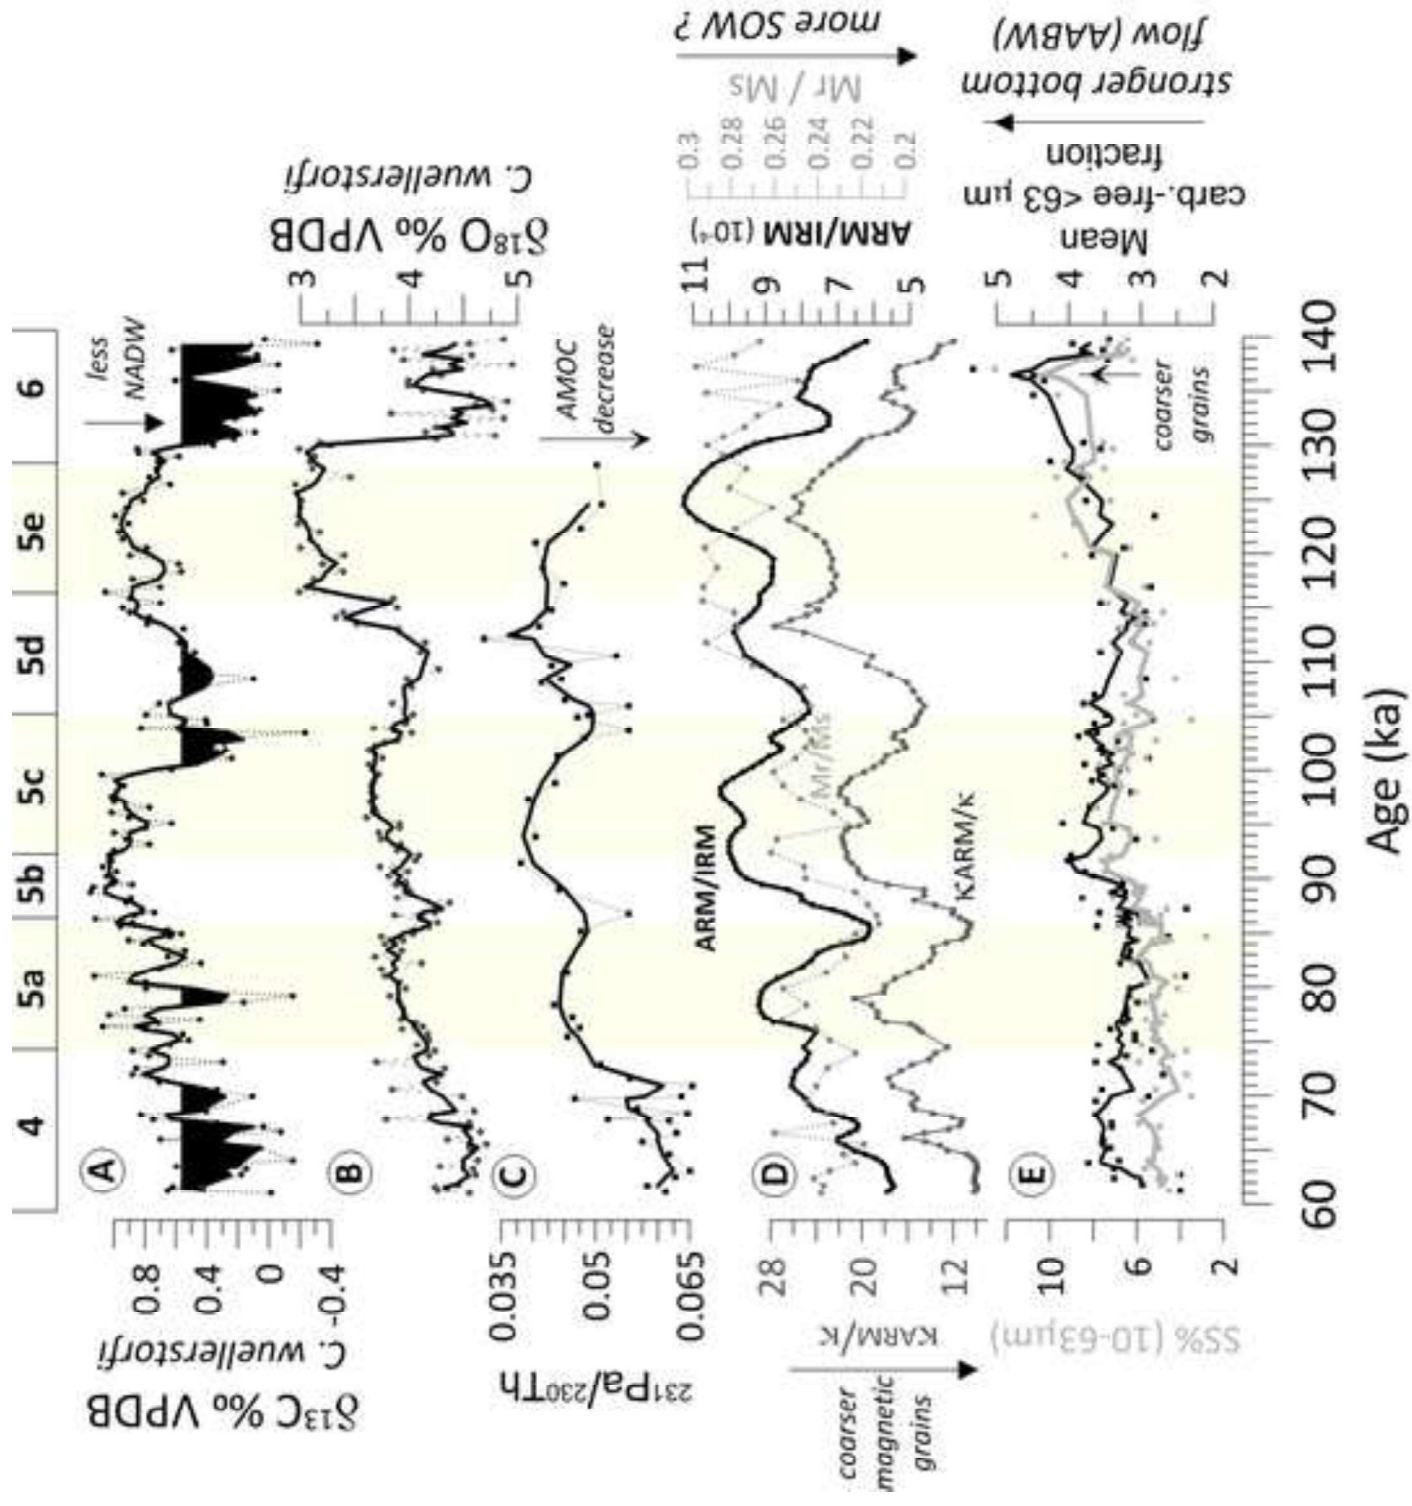 4
5a
5b
5c
5d
5e
6
A
less
NADW
δ¹³C ‰ VPDB
C. wuellerstorfi
0.8
0.4
0
-0.4
B
δ¹⁸O ‰ VPDB
C. wuellerstorfi
3
4
5
C
AMOC
decrease
²³¹Pa/²³⁰Th
0.035
0.05
0.065
D
ARM/IRM
Mr/Ms
κARM/κ
28
20
12
κARM/κ
coarser
magnetic
grains
11
9
7
5
ARM/IRM (10⁻⁴)
0.3
0.28
0.26
0.24
0.22
0.2
Mr / Ms
more SOW ?
E
coarser
grains
10
6
2
SS% (10-63µm)
5
4
3
2
Mean
carb.-free <63 µm
fraction
stronger bottom
flow (AABW)
60
70
80
90
100
110
120
130
140
Age (ka)